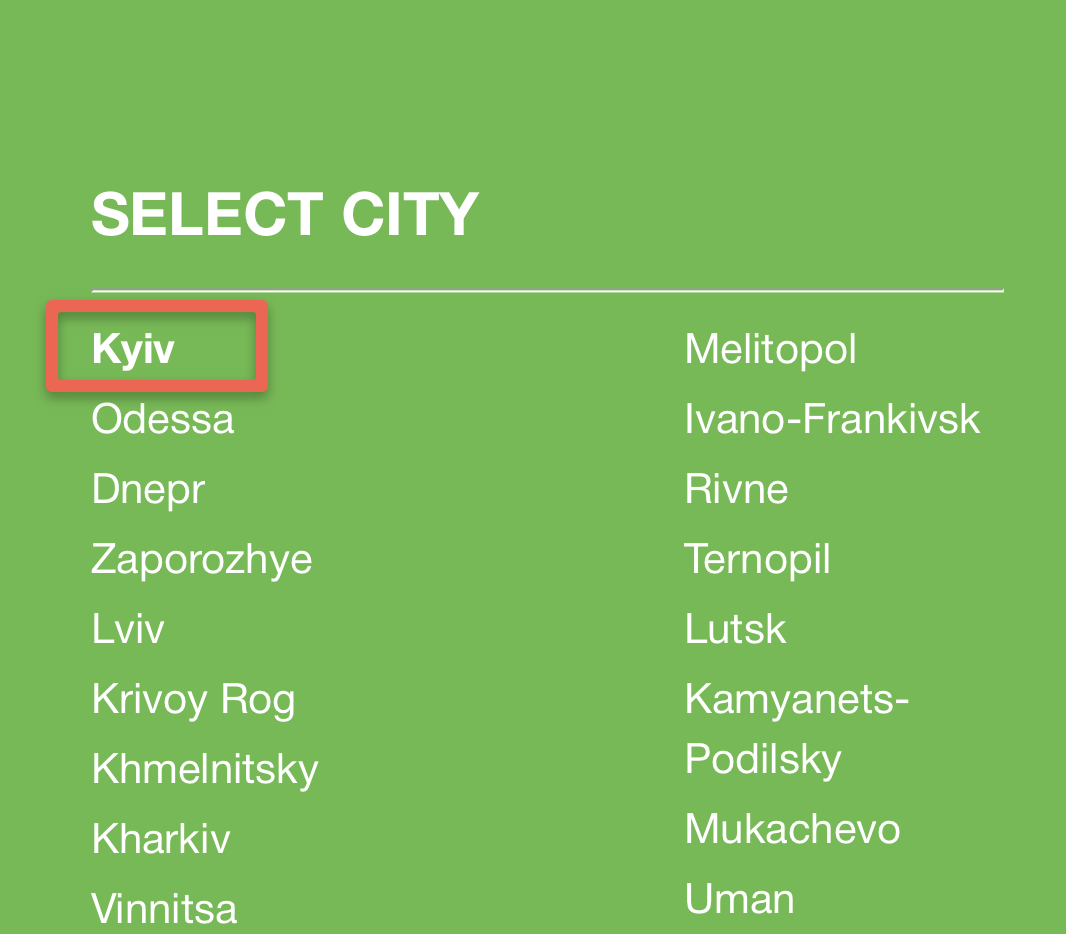 SELECT CITY
Kyiv
Odessa
Dnepr
Zaporozhye
Lviv
Krivoy Rog
Khmelnitsky
Kharkiv
Vinnitsa
Melitopol
Ivano-Frankivsk
Rivne
Ternopil
Lutsk
Kamyanets-
Podilsky
Mukachevo
Uman